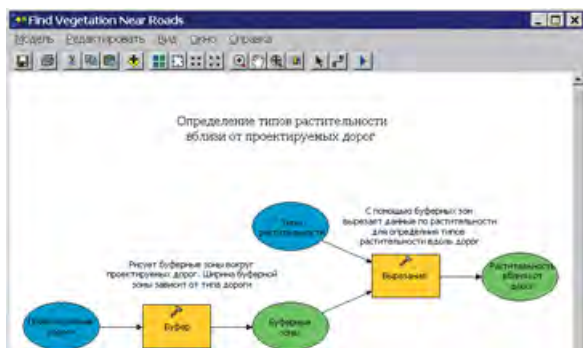 Find Vegetation Near Roads
Модель Редактировать Вид Окно Справка
Определение типов растительности
вблизи от проектируемых дорог
Типы
растительности
С помощью буферных зон
вырезает данные по растительности
для определения типов
растительности вдоль дорог
Рисует буферные зоны вокруг
проектируемых дорог. Ширина буферной
зоны зависит от типа дороги
Вырезание
Растительность
вблизи от
дорог
Буфер
Буферные
зоны